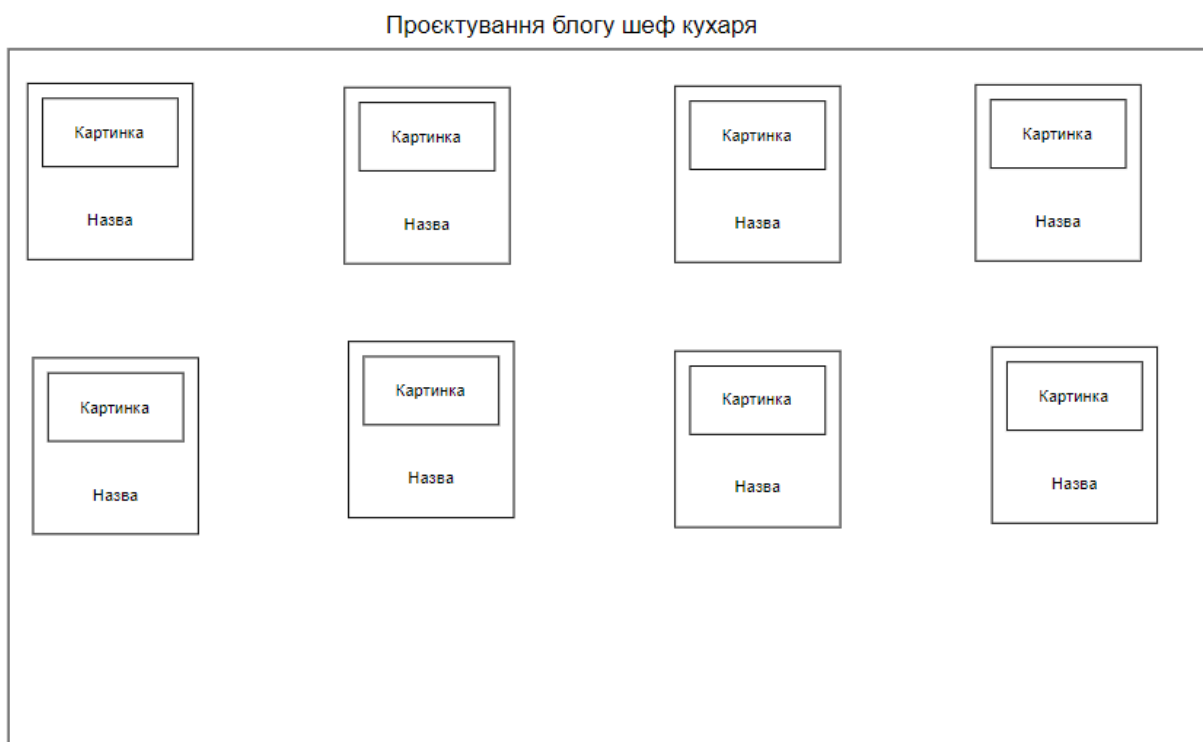 Проєктування блогу шеф кухаря
Картинка
Картинка
Картинка
Картинка
Назва
Назва
Назва
Назва
Картинка
Картинка
Картинка
Картинка
Назва
Назва
Назва
Назва